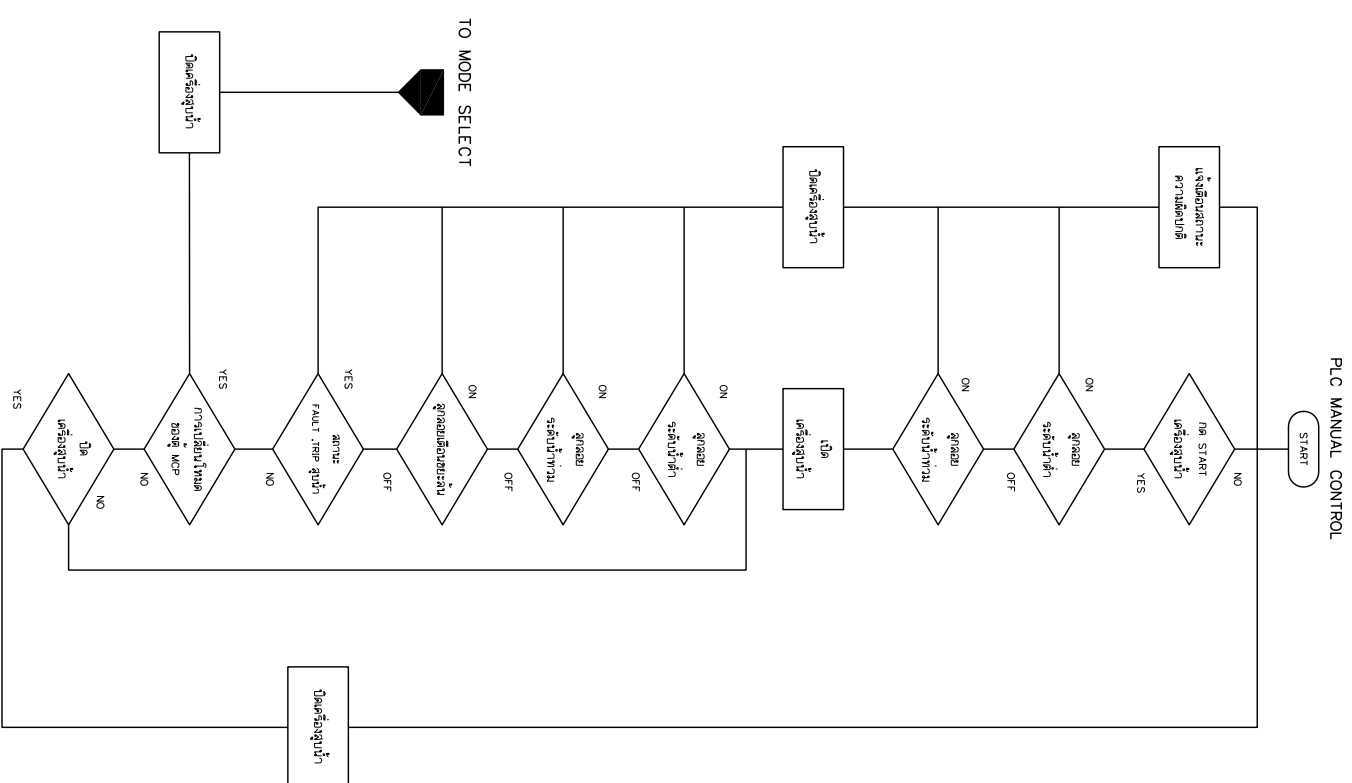 PLC MANUAL CONTROL
START
กด START
เครื่องสูบน้ำ
NO
YES
ลูกลอย
ระดับน้ำต่ำ
ON
OFF
ลูกลอย
ระดับน้ำท่วม
ON
แจ้งเตือนสถานะ
ความผิดปกติ
เปิด
เครื่องสูบน้ำ
ปิดเครื่องสูบน้ำ
ลูกลอย
ระดับน้ำต่ำ
ON
OFF
ลูกลอย
ระดับน้ำท่วม
ON
OFF
ลูกลอยเตือนขยะล้น
ON
OFF
สถานะ
FAULT ,TRIP สูบน้ำ
YES
NO
การเปลี่ยนโหมด
ของตู้ MCP
YES
NO
ปิด
เครื่องสูบน้ำ
NO
YES
ปิดเครื่องสูบน้ำ
TO MODE SELECT
ปิดเครื่องสูบน้ำ